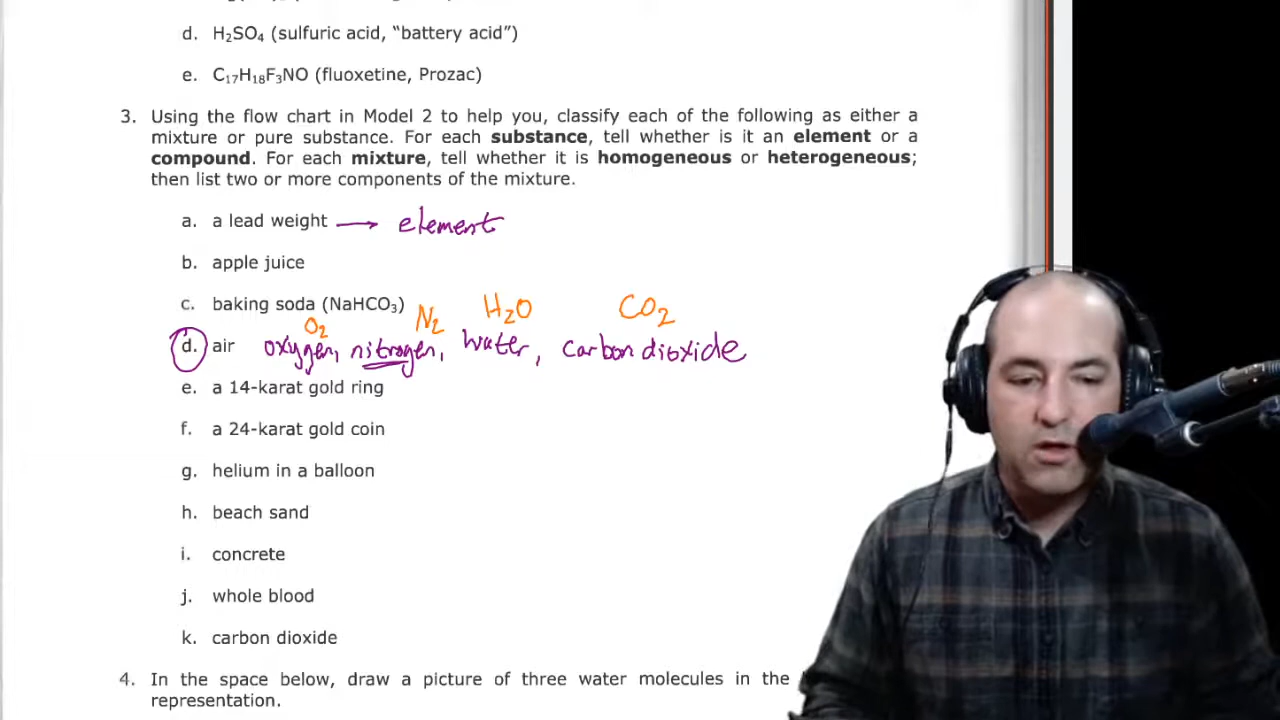 d. H₂SO₄ (sulfuric acid, “battery acid”)
e. C₁₇H₁₈F₃NO (fluoxetine, Prozac)
3. Using the flow chart in Model 2 to help you, classify each of the following as either a
mixture or pure substance. For each substance, tell whether is it an element or a
compound. For each mixture, tell whether it is homogeneous or heterogeneous;
then list two or more components of the mixture.
a. a lead weight → element
b. apple juice
c. baking soda (NaHCO₃)
O₂ N₂ H₂O CO₂
d. air oxygen, nitrogen, water, carbon dioxide
e. a 14-karat gold ring
f. a 24-karat gold coin
g. helium in a balloon
h. beach sand
i. concrete
j. whole blood
k. carbon dioxide
4. In the space below, draw a picture of three water molecules in the
representation.